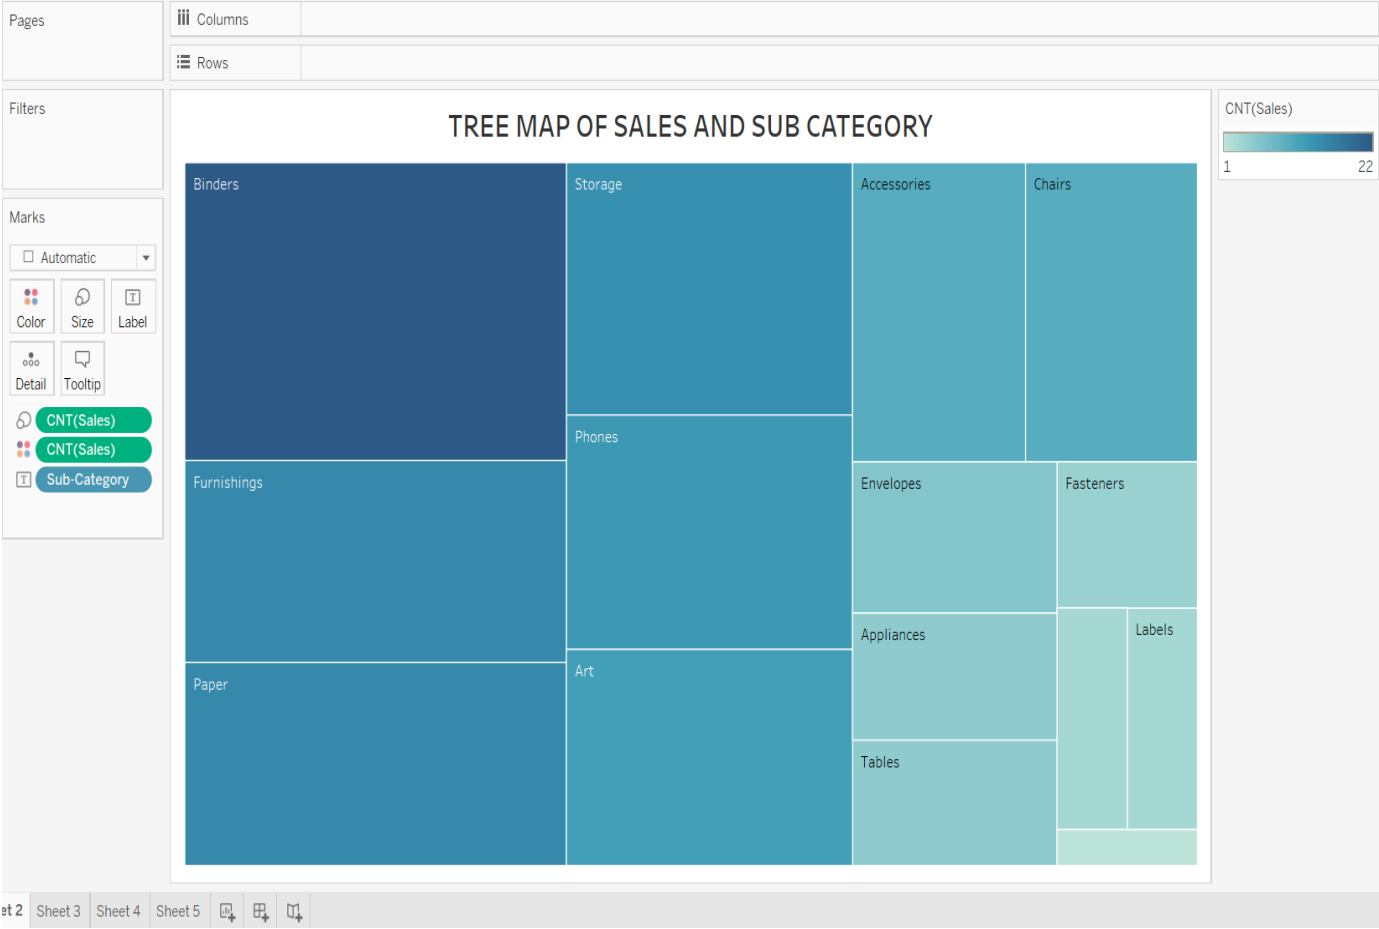 Pages
Columns
Rows
Filters
TREE MAP OF SALES AND SUB CATEGORY
CNT(Sales)
1 22
Marks
Automatic
Color Size Label
Detail Tooltip
CNT(Sales)
CNT(Sales)
Sub-Category
Binders
Storage
Accessories
Chairs
Phones
Furnishings
Envelopes
Fasteners
Appliances
Labels
Art
Paper
Tables
et 2 Sheet 3 Sheet 4 Sheet 5